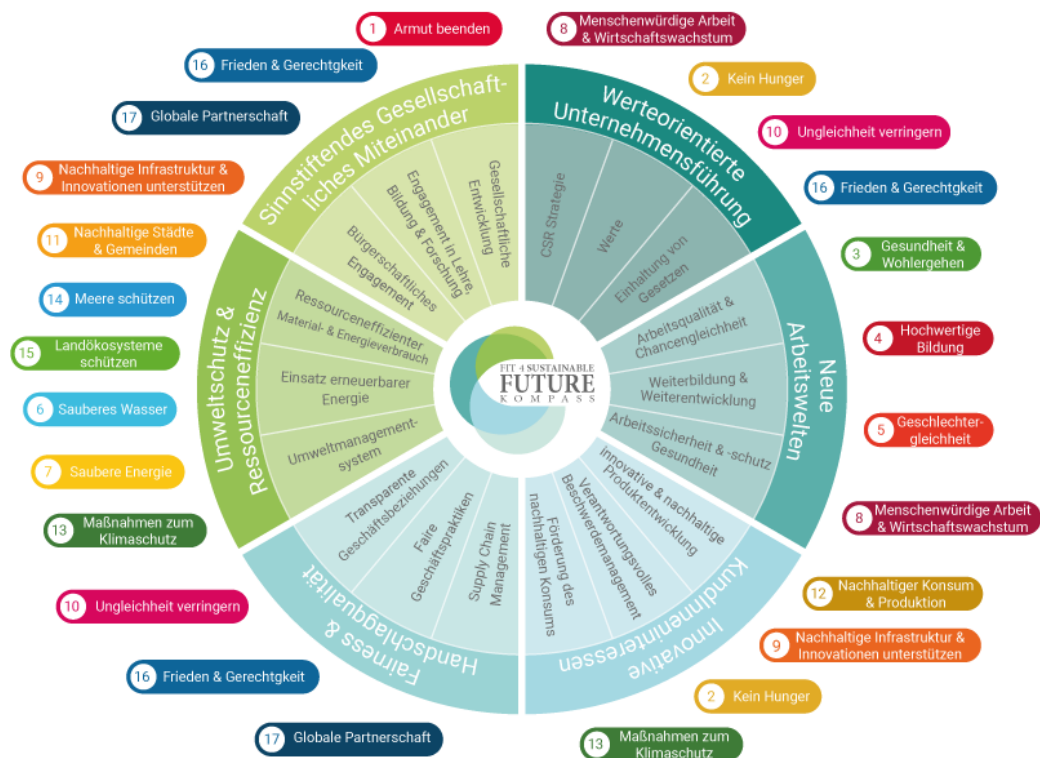 1 Armut beenden
8 Menschenwürdige Arbeit
& Wirtschaftswachstum
16 Frieden & Gerechtgkeit
2 Kein Hunger
17 Globale Partnerschaft
10 Ungleichheit verringern
9 Nachhaltige Infrastruktur &
Innovationen unterstützen
16 Frieden & Gerechtgkeit
11 Nachhaltige Städte
& Gemeinden
3 Gesundheit &
Wohlergehen
14 Meere schützen
4 Hochwertige
Bildung
15 Landökosysteme
schützen
6 Sauberes Wasser
5 Geschlechter-
gleichheit
7 Saubere Energie
13 Maßnahmen zum
Klimaschutz
8 Menschenwürdige Arbeit
& Wirtschaftswachstum
10 Ungleichheit verringern
12 Nachhaltiger Konsum
& Produktion
9 Nachhaltige Infrastruktur &
Innovationen unterstützen
16 Frieden & Gerechtgkeit
2 Kein Hunger
17 Globale Partnerschaft
13 Maßnahmen zum
Klimaschutz
Sinnstiftendes Gesellschaft-
liches Miteinander
Bürgerschaftliches
Engagement
Engagement in Lehre,
Bildung & Forschung
Gesellschaftliche
Entwicklung
Werteorientierte
Unternehmensführung
CSR Strategie
Werte
Einhaltung von
Gesetzen
Neue
Arbeitswelten
Arbeitsqualität &
Chancengleichheit
Weiterbildung &
Weiterentwicklung
Arbeitssicherheit & -schutz
Gesundheit
Innovative
KundInneninteressen
Innovative & nachhaltige
Produktentwicklung
Verantwortungsvolles
Beschwerdemanagement
Förderung des
nachhaltigen Konsums
Fairness &
Handschlagqualität
Supply Chain
Management
Faire
Geschäftspraktiken
Transparente
Geschäftsbeziehungen
Umweltschutz &
Ressourceneffizienz
Umweltmanagement-
system
Einsatz erneuerbarer
Energie
Ressourceneffizienter
Material- & Energieverbrauch
FIT 4 SUSTAINABLE
FUTURE
KOMPASS